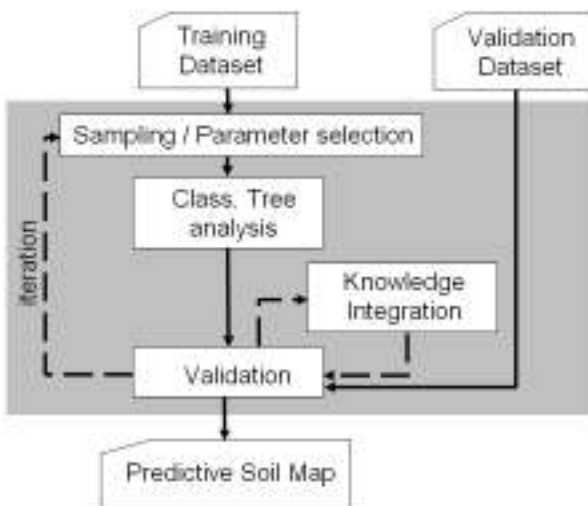 Training
Dataset
Validation
Dataset
Sampling / Parameter selection
Class. Tree
analysis
iteration
Knowledge
Integration
Validation
Predictive Soil Map